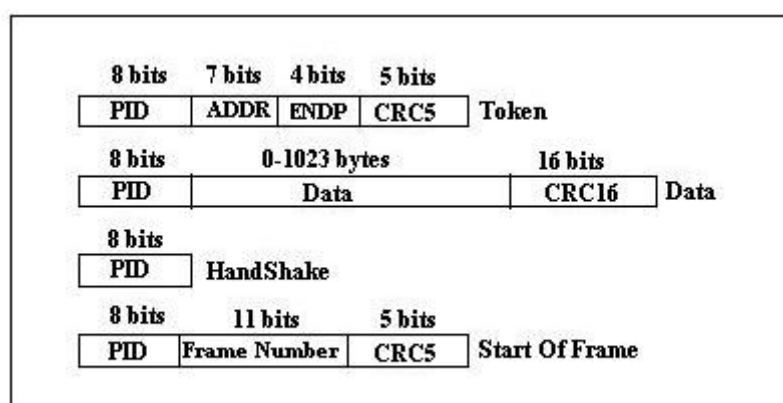 8 bits 7 bits 4 bits 5 bits
PID ADDR ENDP CRC5 Token
8 bits 0-1023 bytes 16 bits
PID Data CRC16 Data
8 bits
PID HandShake
8 bits 11 bits 5 bits
PID Frame Number CRC5 Start Of Frame